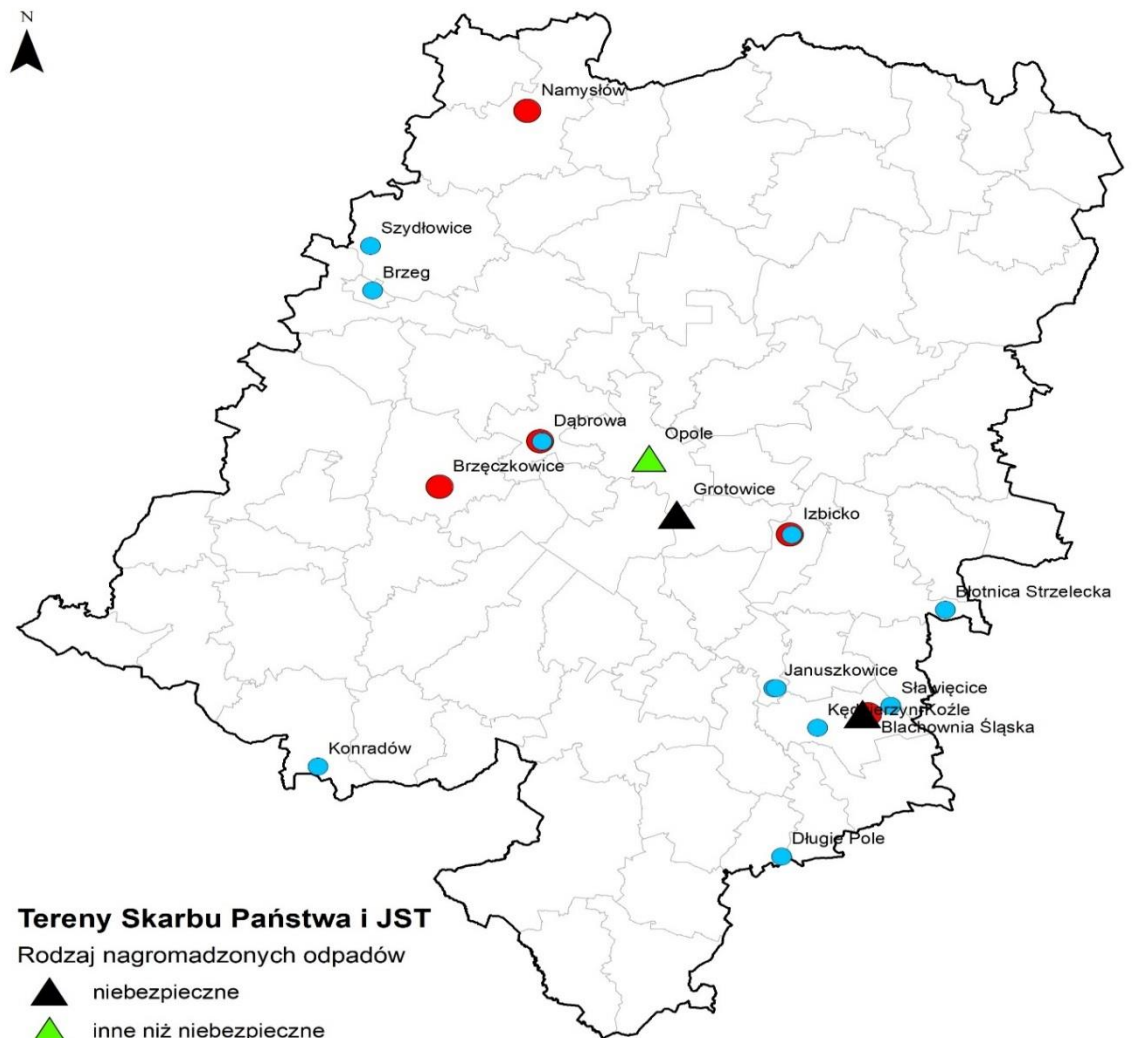 N
Namysłów
Szydłowice
Brzeg
Dąbrowa
Opole
Brzęczkowice
Grotowice
Izbicko
Błotnica Strzelecka
Januszkowice
Sławięcice
Kędzierzyn-Koźle
Blachownia Śląska
Konradów
Długie Pole
Tereny Skarbu Państwa i JST
Rodzaj nagromadzonych odpadów
niebezpieczne
inne niż niebezpieczne